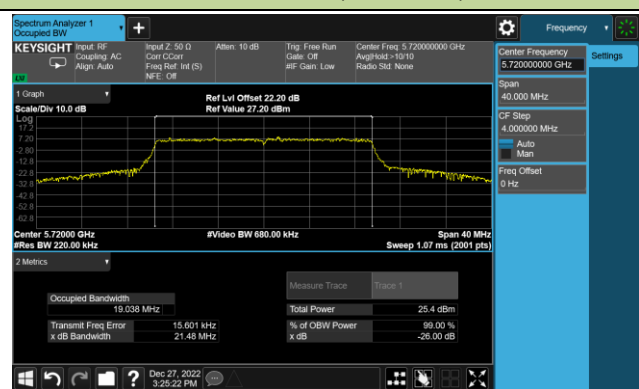 Spectrum Analyzer 1
Occupied BW
Frequency
KEYSIGHT
Input: RF
Coupling: AC
Align: Auto
Input Z: 50 Ω
Corr CCorr
Freq Ref: Int (S)
NFE: Off
Atten: 10 dB
Trig: Free Run
Gate: Off
#IF Gain: Low
Center Freq: 5.720000000 GHz
Avg|Hold:>10/10
Radio Std: None
Center Frequency
5.720000000 GHz
Settings
Span
40.000 MHz
CF Step
4.000000 MHz
Auto
Man
Freq Offset
0 Hz
1 Graph
Scale/Div 10.0 dB
Ref Lvl Offset 22.20 dB
Ref Value 27.20 dBm
Log
17.2
7.20
-2.80
-12.8
-22.8
-32.8
-42.8
-52.8
-62.8
Center 5.72000 GHz
#Video BW 680.00 kHz
Span 40 MHz
#Res BW 220.00 kHz
Sweep 1.07 ms (2001 pts)
2 Metrics
Measure Trace
Trace 1
Occupied Bandwidth
19.038 MHz
Total Power
25.4 dBm
Transmit Freq Error
15.601 kHz
% of OBW Power
99.00 %
x dB Bandwidth
21.48 MHz
x dB
-26.00 dB
Dec 27, 2022
3:25:22 PM